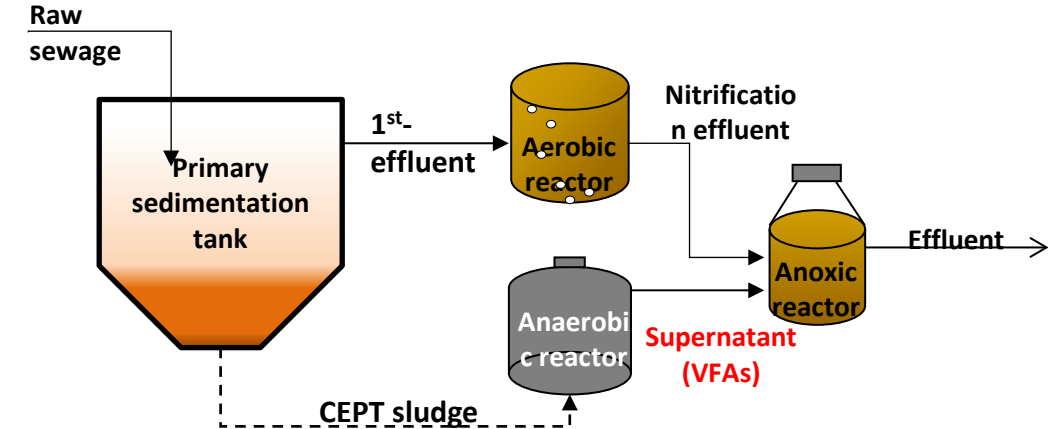 Raw
sewage
Primary
sedimentation
tank
1st-
effluent
Aerobic
reactor
Nitrificatio
n effluent
Anoxic
reactor
Effluent
Anaerobi
c reactor
Supernatant
(VFAs)
CEPT sludge